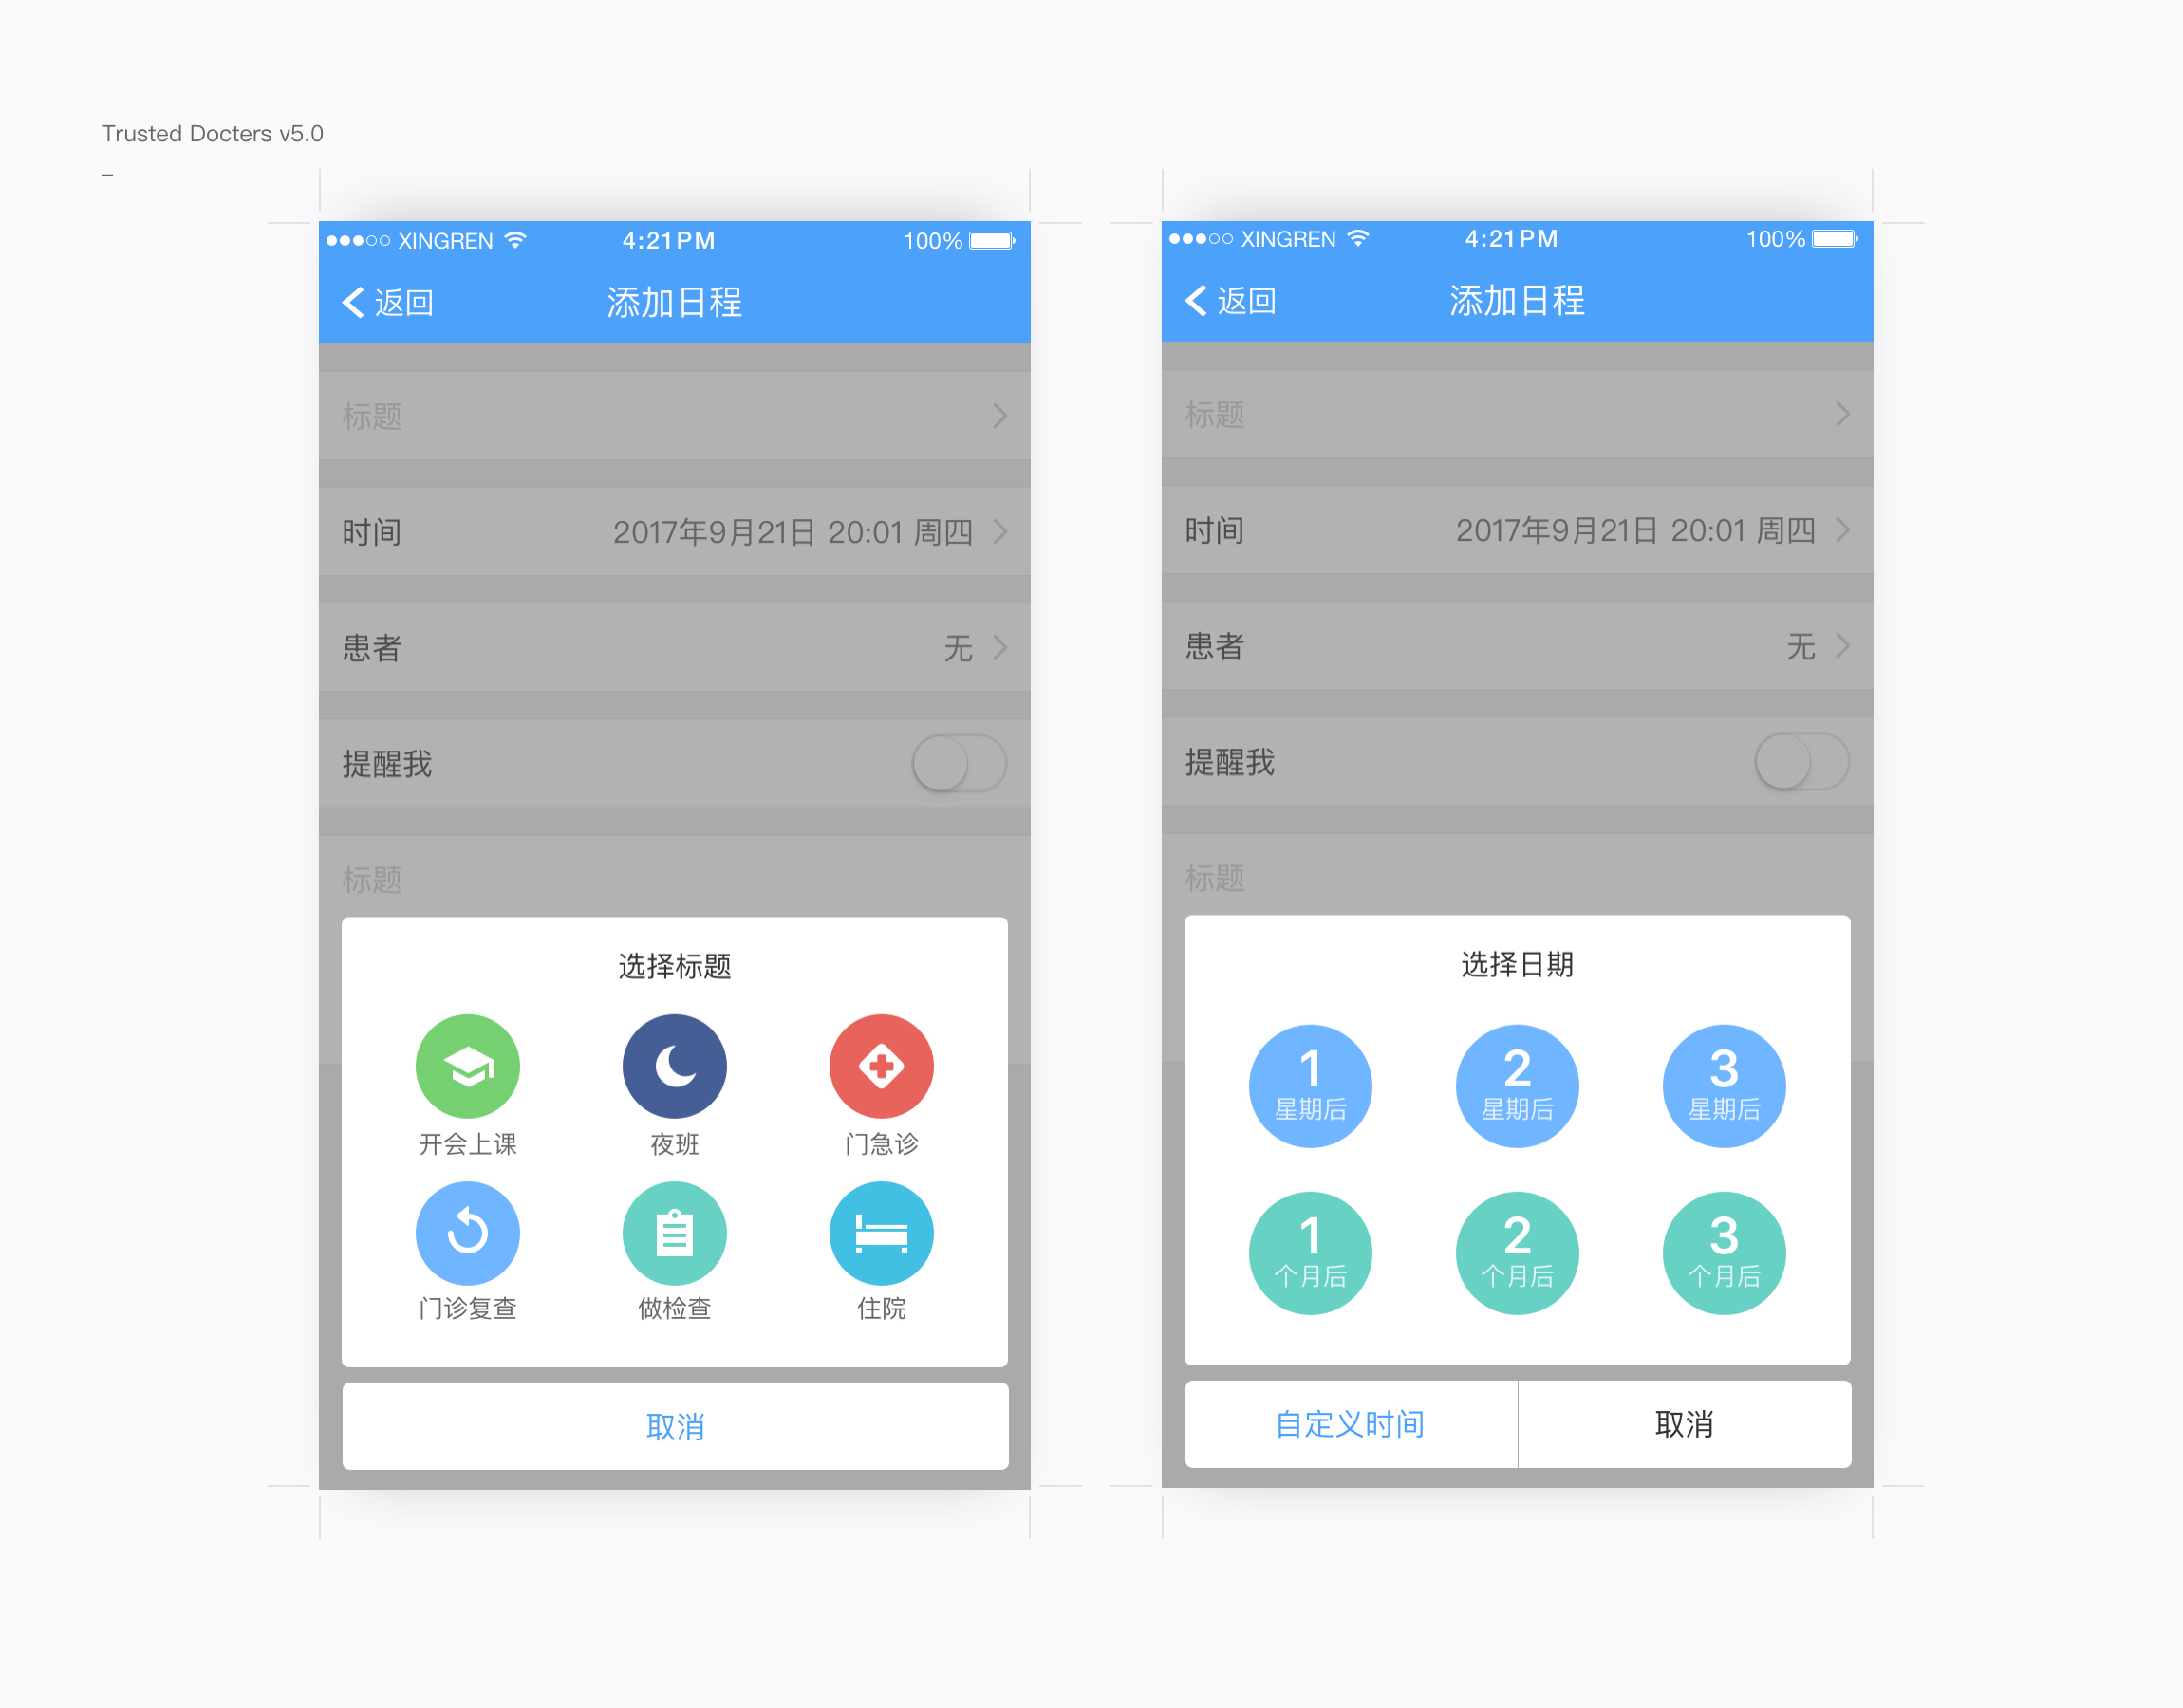 Trusted Docters v5.0
–
XINGREN 4:21PM 100%
返回 添加日程
标题
时间 2017年9月21日 20:01 周四
患者 无
提醒我
标题
选择标题
开会上课 夜班 门急诊
门诊复查 做检查 住院
取消
XINGREN 4:21PM 100%
返回 添加日程
标题
时间 2017年9月21日 20:01 周四
患者 无
提醒我
标题
选择日期
1 2 3
星期后 星期后 星期后
1 2 3
个月后 个月后 个月后
自定义时间 取消